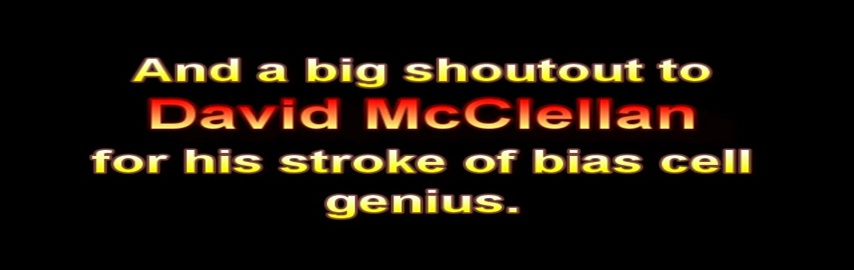 And a big shoutout to
David McClellan
for his stroke of bias cell
genius.